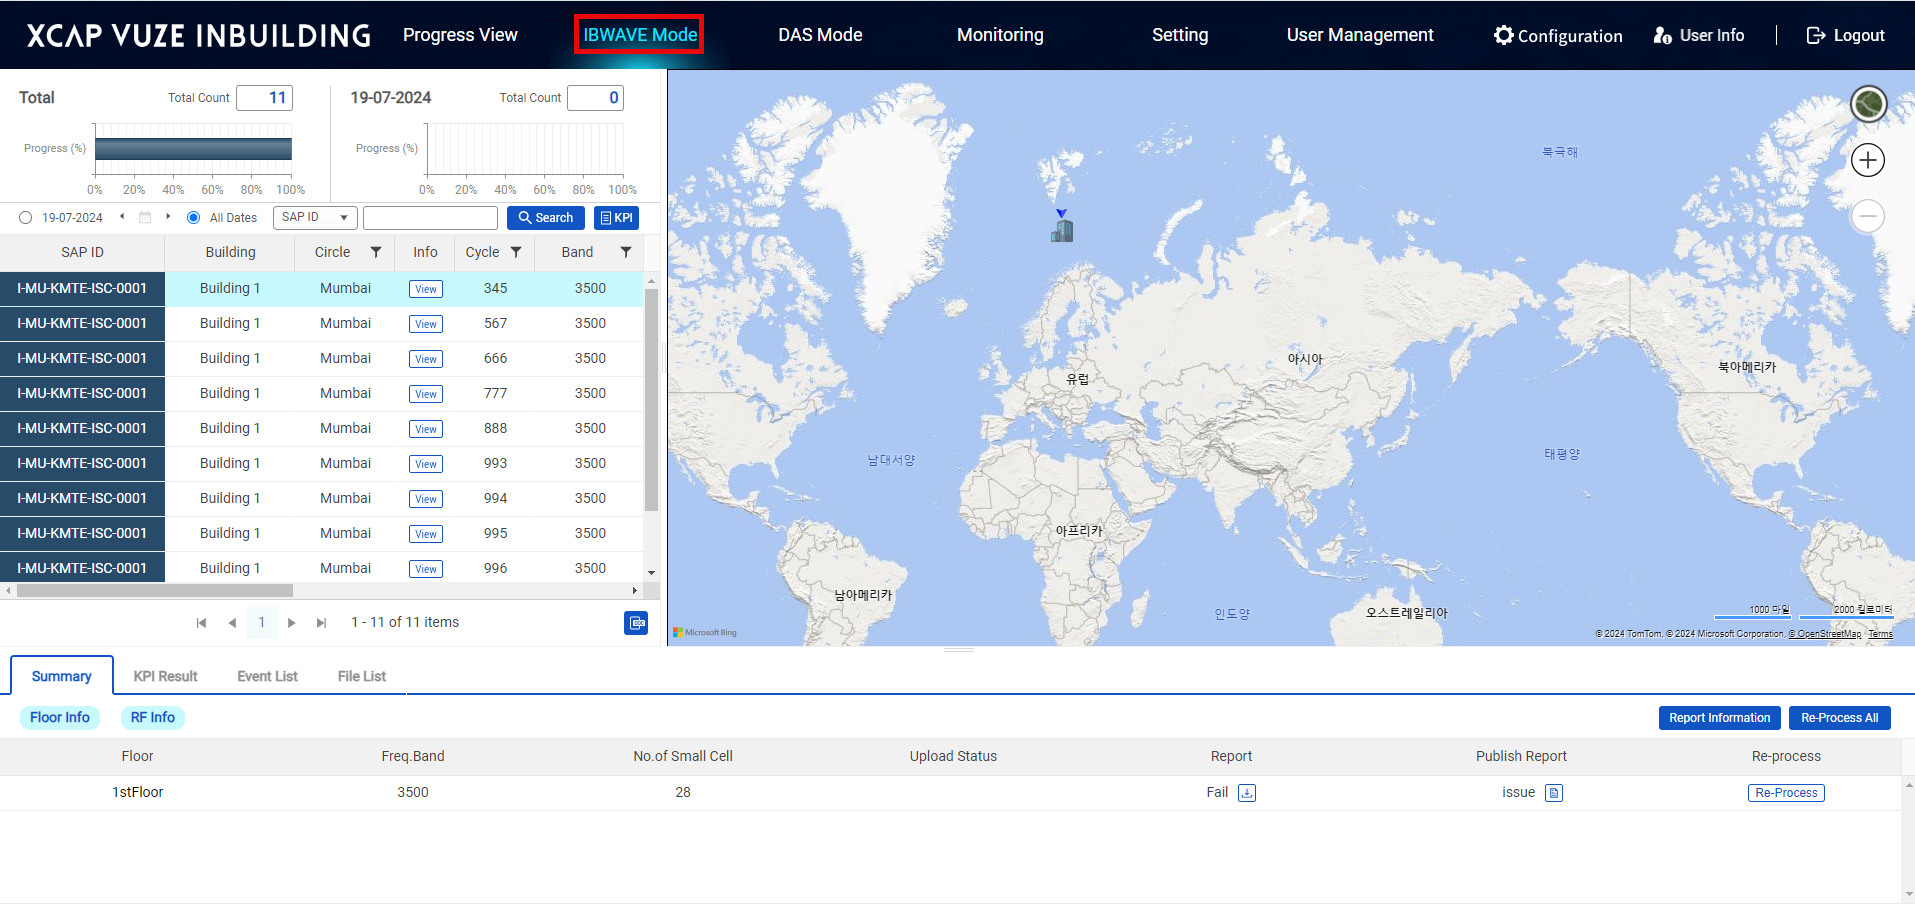 XCAP VUZE INBUILDING Progress View IBWAVE Mode DAS Mode Monitoring Setting User Management Configuration User Info Logout
Total Total Count 11 19-07-2024 Total Count 0
Progress (%) Progress (%)
0% 20% 40% 60% 80% 100% 0% 20% 40% 60% 80% 100%
19-07-2024 All Dates SAP ID Search KPI
SAP ID Building Circle Info Cycle Band
I-MU-KMTE-ISC-0001 Building 1 Mumbai View 345 3500
I-MU-KMTE-ISC-0001 Building 1 Mumbai View 567 3500
I-MU-KMTE-ISC-0001 Building 1 Mumbai View 666 3500
I-MU-KMTE-ISC-0001 Building 1 Mumbai View 777 3500
I-MU-KMTE-ISC-0001 Building 1 Mumbai View 888 3500
I-MU-KMTE-ISC-0001 Building 1 Mumbai View 993 3500
I-MU-KMTE-ISC-0001 Building 1 Mumbai View 994 3500
I-MU-KMTE-ISC-0001 Building 1 Mumbai View 995 3500
I-MU-KMTE-ISC-0001 Building 1 Mumbai View 996 3500
1 1 - 11 of 11 items
북극해
아시아
북아메리카
유럽
태평양
남대서양
아프리카
남아메리카
인도양
오스트레일리아
1000 마일 2000 킬로미터
Microsoft Bing
© 2024 TomTom, © 2024 Microsoft Corporation, © OpenStreetMap Terms
Summary KPI Result Event List File List
Floor Info RF Info Report Information Re-Process All
Floor Freq.Band No.of Small Cell Upload Status Report Publish Report Re-process
1stFloor 3500 28 Fail issue Re-Process